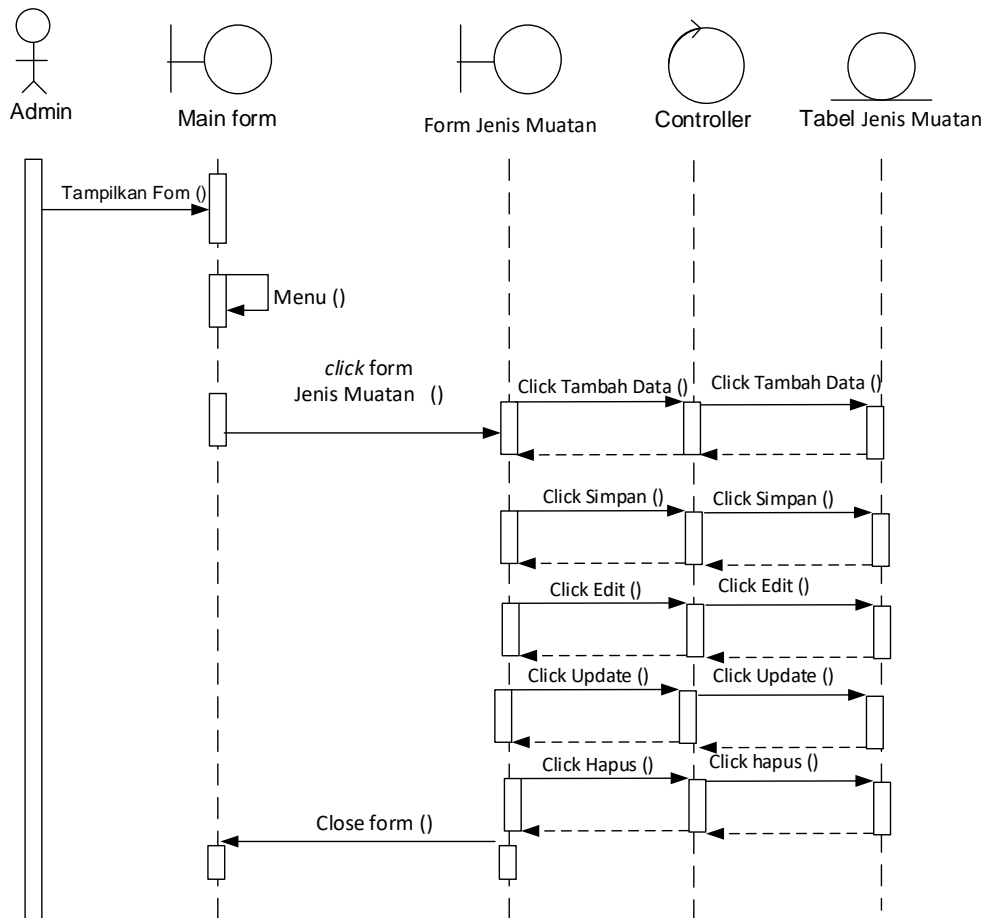 Admin
Main form
Form Jenis Muatan
Controller
Tabel Jenis Muatan
Tampilkan Fom ()
Menu ()
click form
Jenis Muatan ()
Click Tambah Data ()
Click Tambah Data ()
Click Simpan ()
Click Simpan ()
Click Edit ()
Click Edit ()
Click Update ()
Click Update ()
Click Hapus ()
Click hapus ()
Close form ()